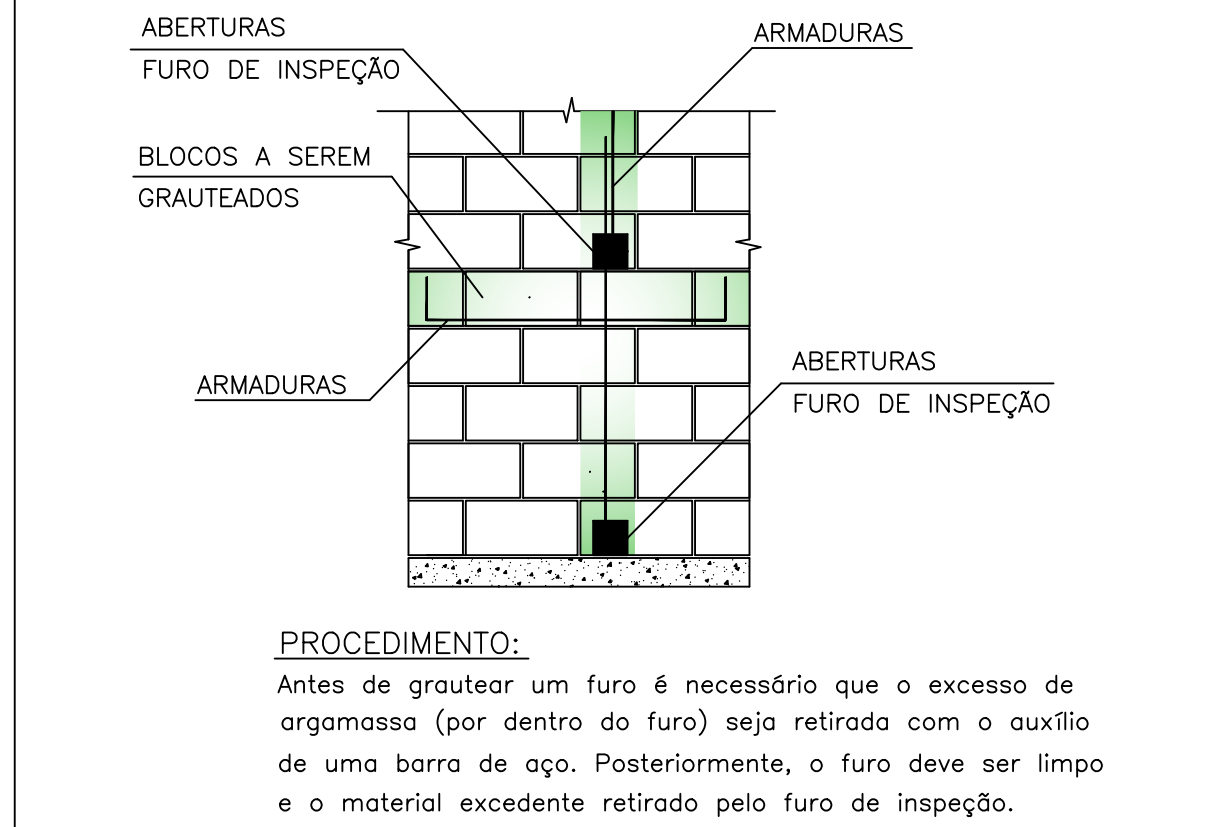 ABERTURAS
FURO DE INSPEÇÃO
ARMADURAS
BLOCOS A SEREM
GRAUTEADOS
ARMADURAS
ABERTURAS
FURO DE INSPEÇÃO
PROCEDIMENTO:
Antes de grautear um furo é necessário que o excesso de
argamassa (por dentro do furo) seja retirada com o auxílio
de uma barra de aço. Posteriormente, o furo deve ser limpo
e o material excedente retirado pelo furo de inspeção.